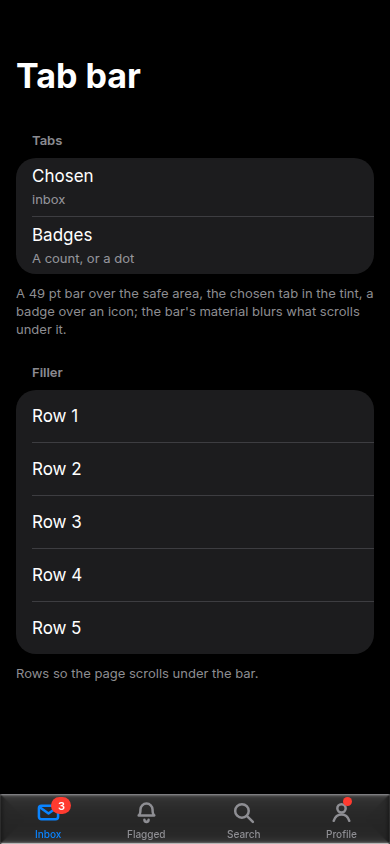 Tab bar
Tabs
Chosen
inbox
Badges
A count, or a dot
A 49 pt bar over the safe area, the chosen tab in the tint, a
badge over an icon; the bar's material blurs what scrolls
under it.
Filler
Row 1
Row 2
Row 3
Row 4
Row 5
Rows so the page scrolls under the bar.
3
Inbox
Flagged
Search
Profile